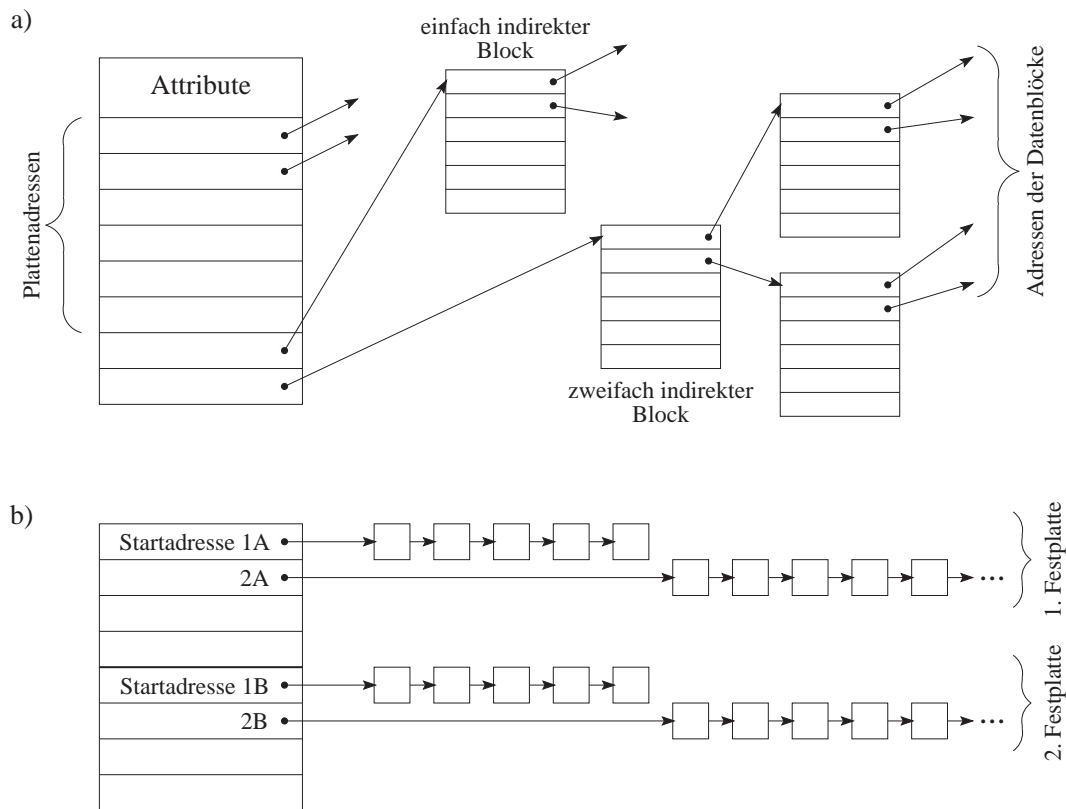 a)
einfach indirekter
Block
Attribute
Plattenadressen
Adressen der Datenblöcke
zweifach indirekter
Block
b)
Startadresse 1A
2A
1. Festplatte
Startadresse 1B
2B
2. Festplatte